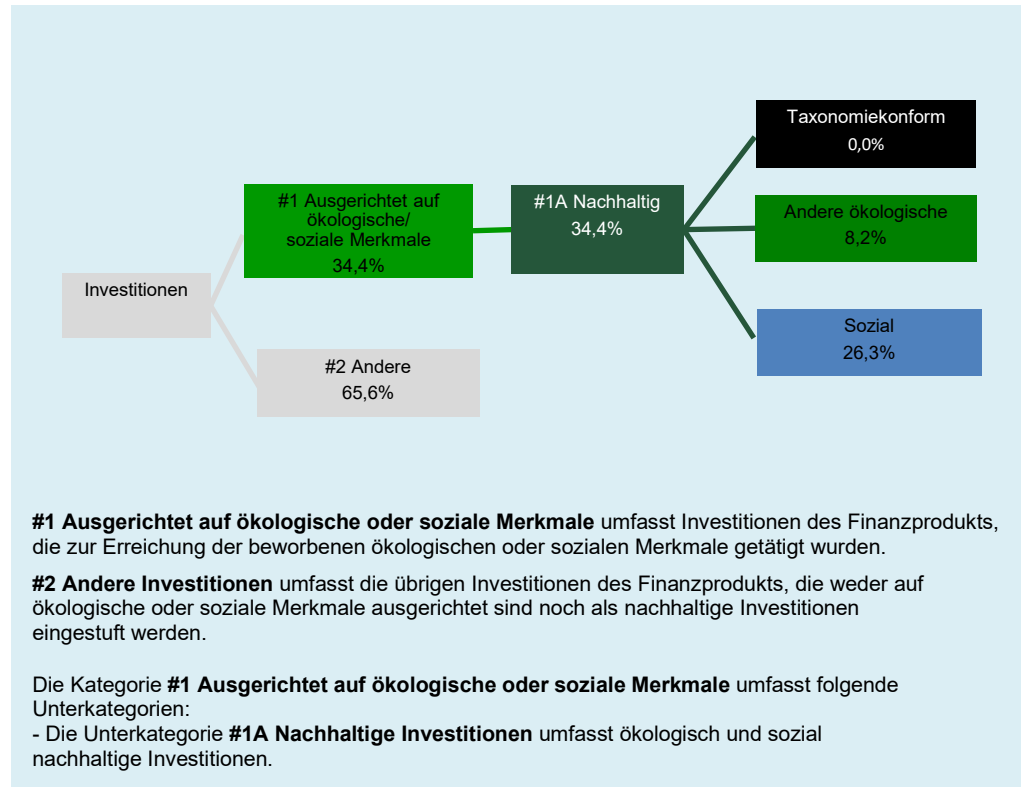 Taxonomiekonform
0,0%
#1 Ausgerichtet auf
ökologische/
soziale Merkmale
34,4%
#1A Nachhaltig
34,4%
Andere ökologische
8,2%
Investitionen
Sozial
26,3%
#2 Andere
65,6%
#1 Ausgerichtet auf ökologische oder soziale Merkmale umfasst Investitionen des Finanzprodukts,
die zur Erreichung der beworbenen ökologischen oder sozialen Merkmale getätigt wurden.
#2 Andere Investitionen umfasst die übrigen Investitionen des Finanzprodukts, die weder auf
ökologische oder soziale Merkmale ausgerichtet sind noch als nachhaltige Investitionen
eingestuft werden.
Die Kategorie #1 Ausgerichtet auf ökologische oder soziale Merkmale umfasst folgende
Unterkategorien:
- Die Unterkategorie #1A Nachhaltige Investitionen umfasst ökologisch und sozial
nachhaltige Investitionen.